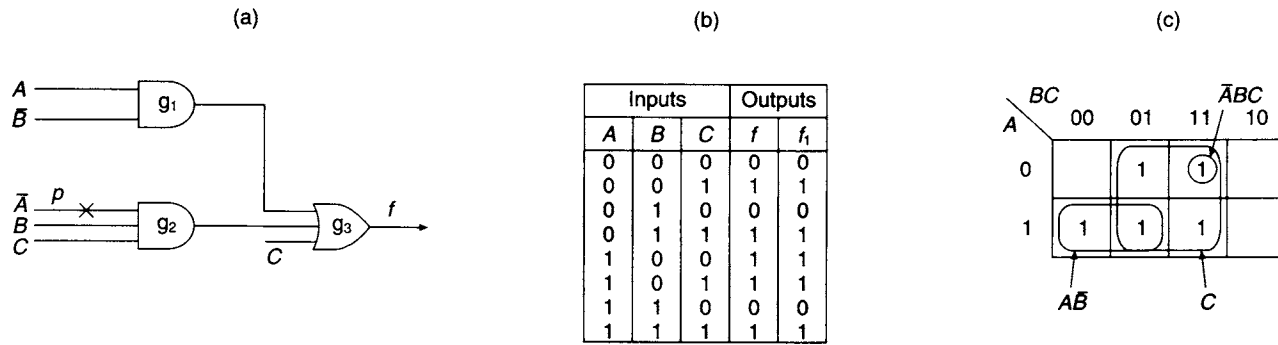 (a)
A
B̅
g₁
A̅
p
B
C
g₂
C
g₃
f
(b)
Inputs Outputs
A B C f f₁
0 0 0 0 0
0 0 1 1 1
0 1 0 0 0
0 1 1 1 1
1 0 0 1 1
1 0 1 1 1
1 1 0 0 0
1 1 1 1 1
(c)
BC
A̅BC
A
00 01 11 10
0 1 1
1 1 1 1
AB̅
C